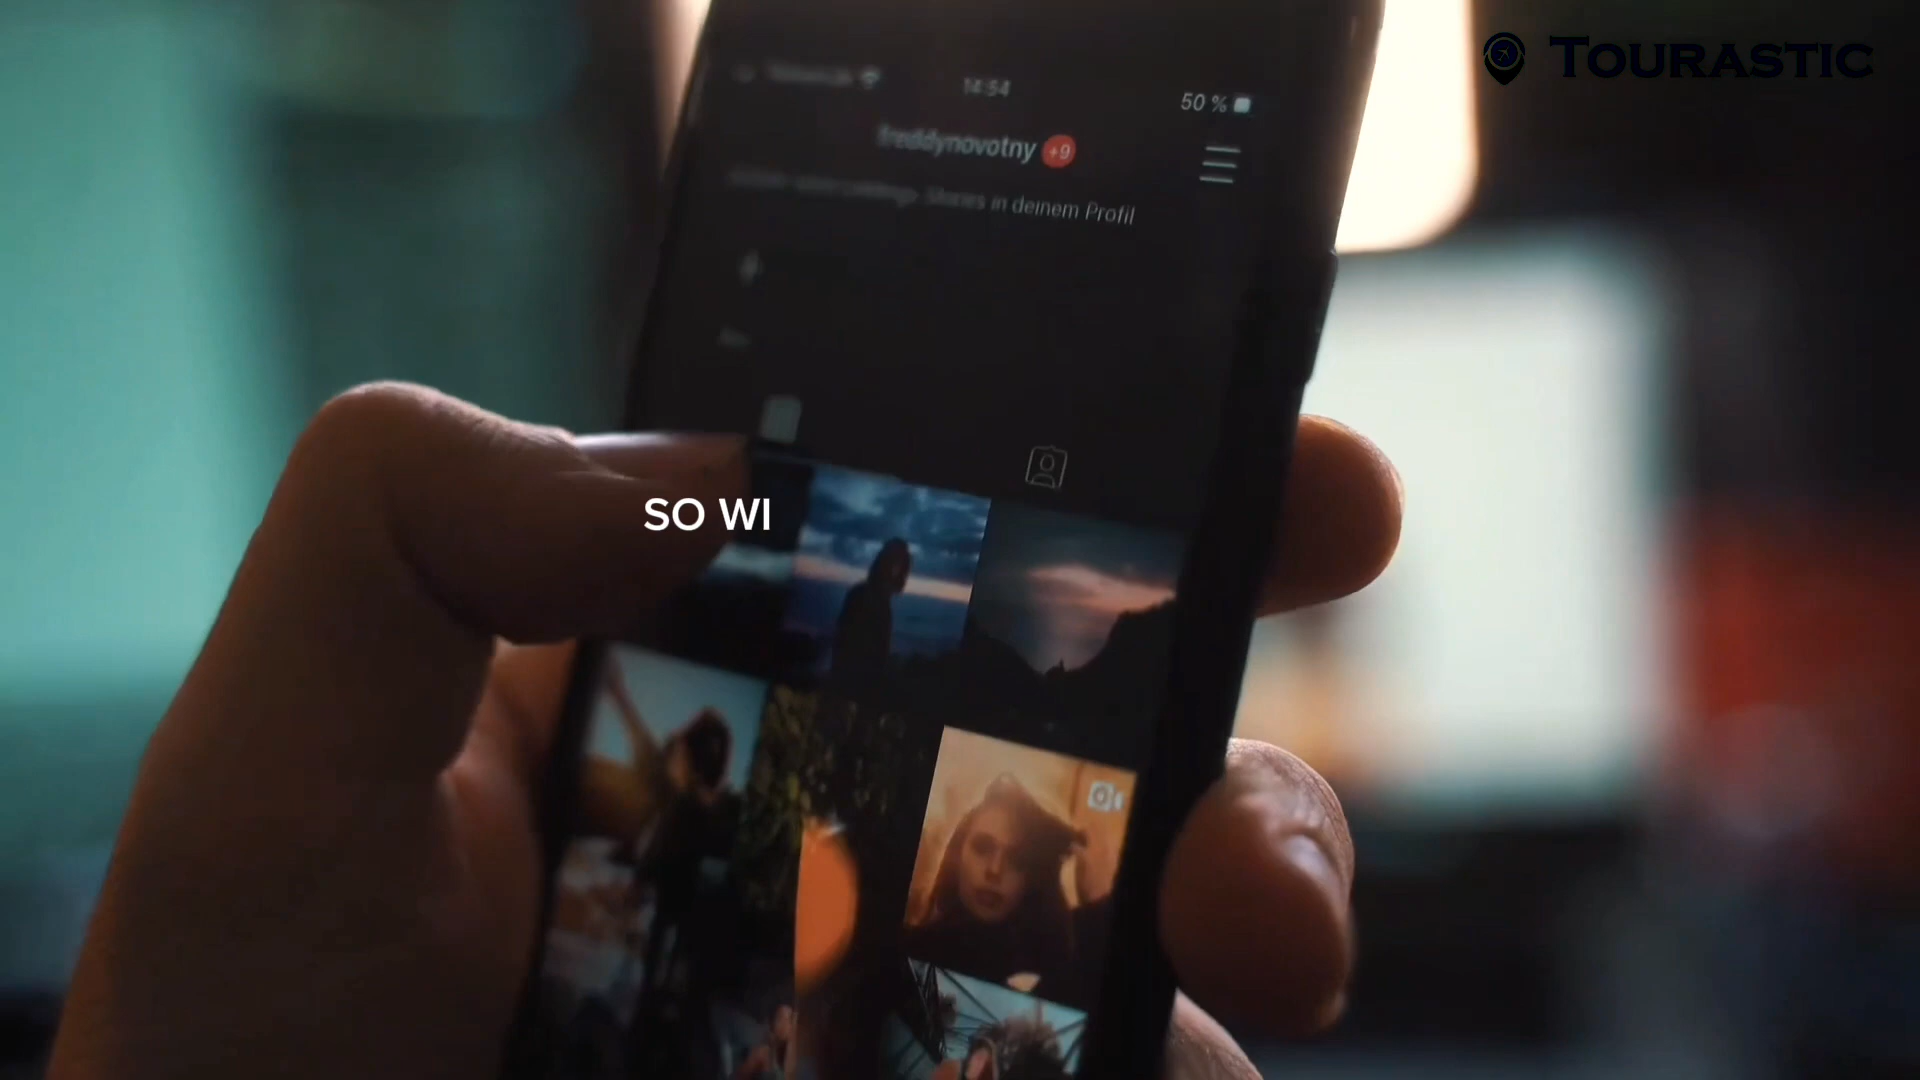 TOURASTIC
14:54
50 %
freddynovotny +9
Stories in deinem Profil
SO WI